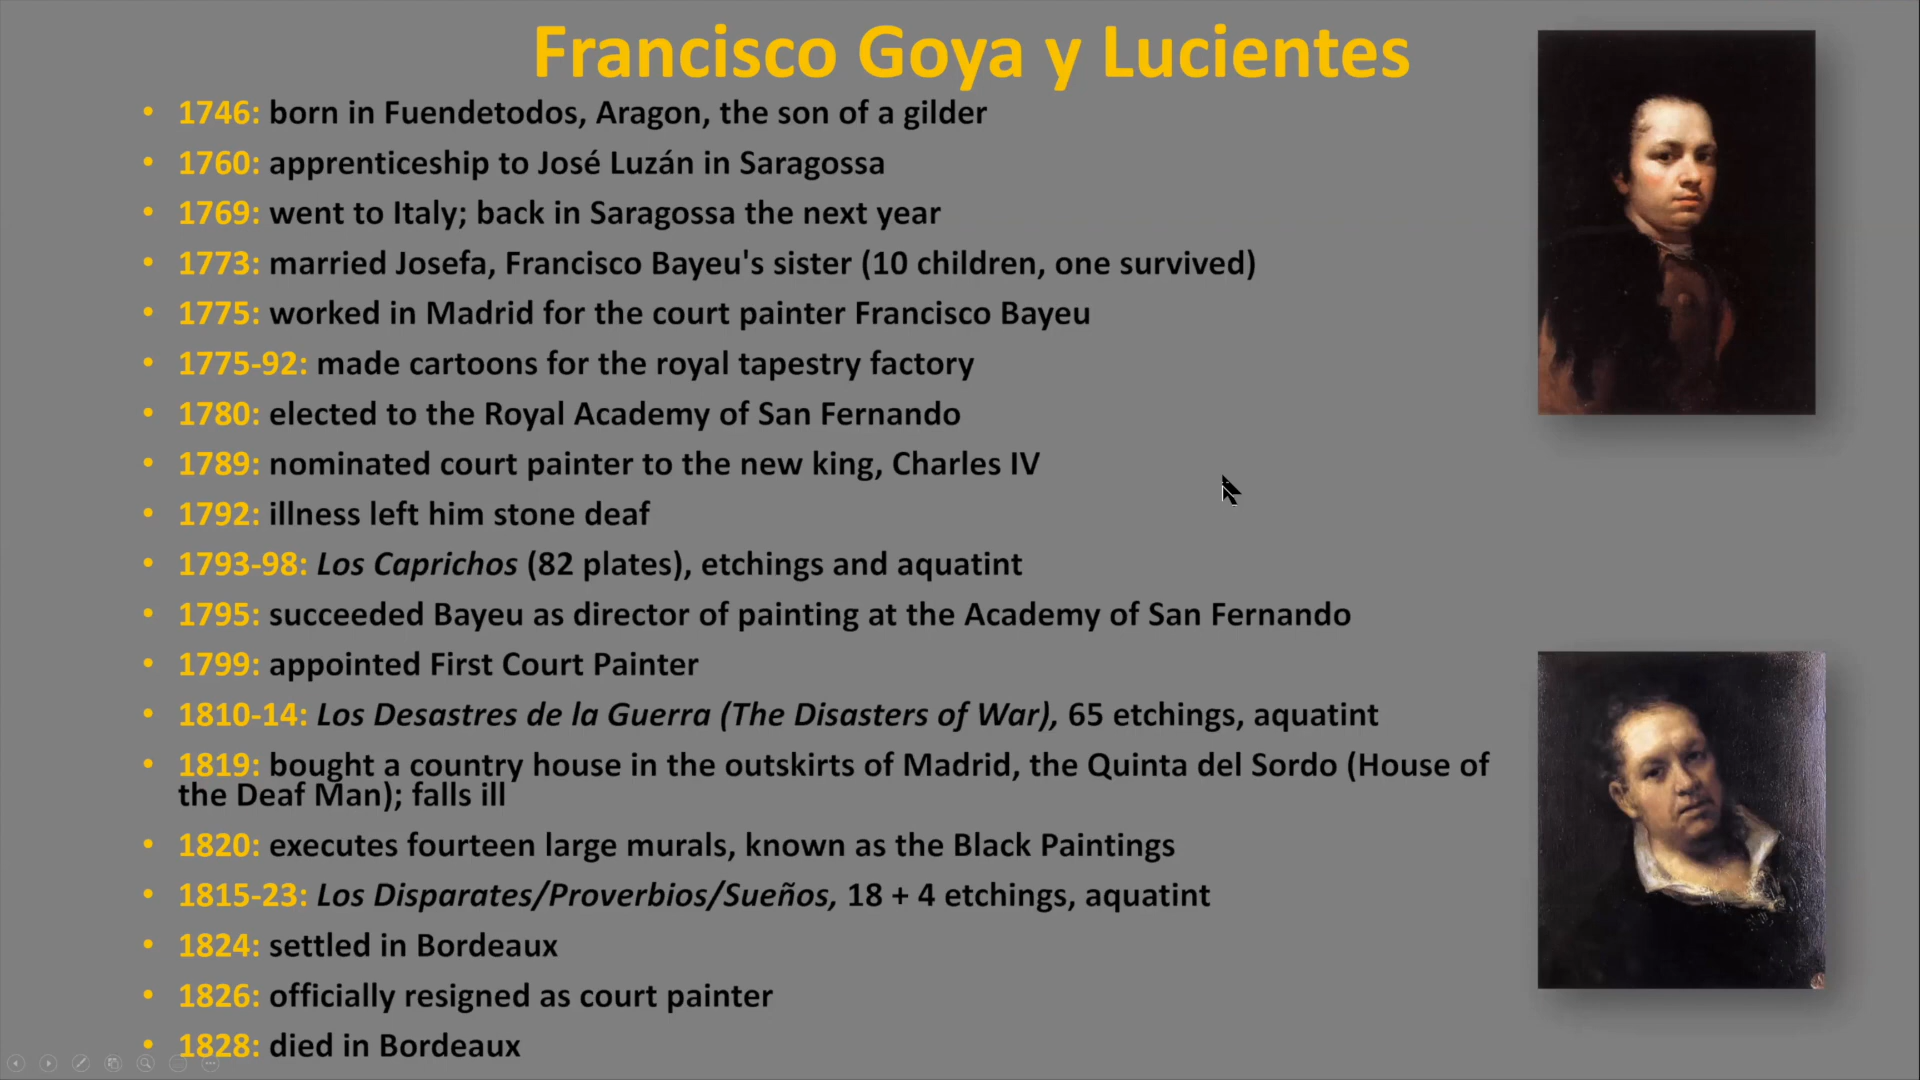 Francisco Goya y Lucientes
• 1746: born in Fuendetodos, Aragon, the son of a gilder
• 1760: apprenticeship to José Luzán in Saragossa
• 1769: went to Italy; back in Saragossa the next year
• 1773: married Josefa, Francisco Bayeu's sister (10 children, one survived)
• 1775: worked in Madrid for the court painter Francisco Bayeu
• 1775-92: made cartoons for the royal tapestry factory
• 1780: elected to the Royal Academy of San Fernando
• 1789: nominated court painter to the new king, Charles IV
• 1792: illness left him stone deaf
• 1793-98: Los Caprichos (82 plates), etchings and aquatint
• 1795: succeeded Bayeu as director of painting at the Academy of San Fernando
• 1799: appointed First Court Painter
• 1810-14: Los Desastres de la Guerra (The Disasters of War), 65 etchings, aquatint
• 1819: bought a country house in the outskirts of Madrid, the Quinta del Sordo (House of
the Deaf Man); falls ill
• 1820: executes fourteen large murals, known as the Black Paintings
• 1815-23: Los Disparates/Proverbios/Sueños, 18 + 4 etchings, aquatint
• 1824: settled in Bordeaux
• 1826: officially resigned as court painter
• 1828: died in Bordeaux